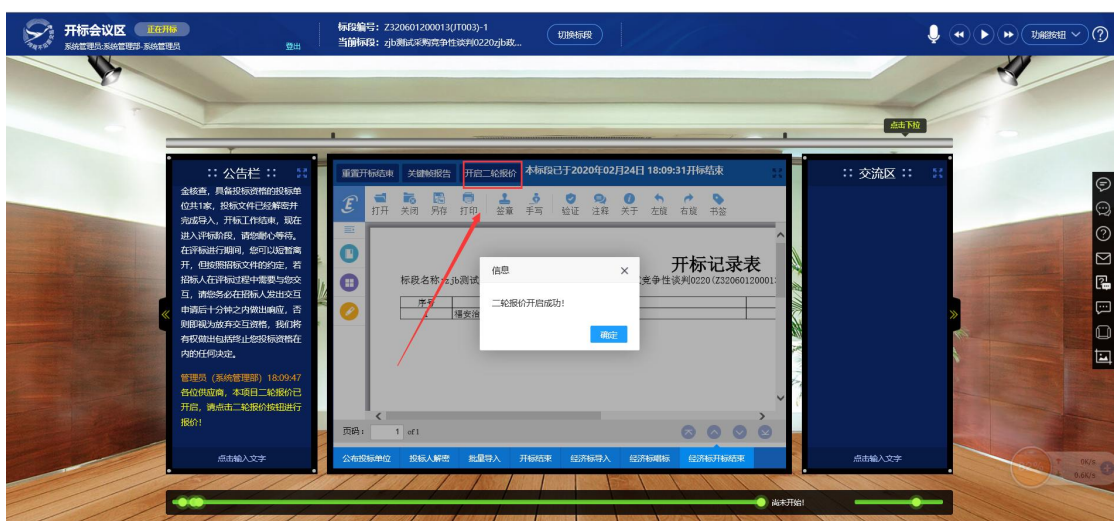 开标会议区 正在开标
系统管理员:系统管理部-系统管理员 登出
标段编号： Z320601200013(JT003)-1
当前标段： zjb测试采购竞争性谈判0220zjb政...
切换标段
功能按钮
点击下拉
:: 公告栏 ::
金核查，具备投标资格的投标单
位共1家，投标文件已经解密并
完成导入，开标工作结束，现在
进入评标阶段，请您耐心等待。
在评标进行期间，您可以短暂离
开，但按照招标文件的约定，若
招标人在评标过程中需要与您交
互，请您务必在招标人发出交互
申请后十分钟之内做出响应，否
则即视为放弃交互资格，我们将
有权做出包括终止您投标资格在
内的任何决定。
管理员 (系统管理部) 18:09:47
各位供应商，本项目二轮报价已
开启，请点击二轮报价按钮进行
报价！
点击输入文字
重置开标结束 关键帧报告 开启二轮报价 本标段已于2020年02月24日 18:09:31开标结束
打开 关闭 另存 打印 签章 手写 验证 注释 关于 左旋 右旋 书签
开标记录表
标段名称:zjb测试 竞争性谈判0220(Z32060120001
序号
1
信息
二轮报价开启成功!
确定
页码： 1 of1
公布投标单位 投标人解密 批量导入 开标结束 经济标导入 经济标唱标 经济标开标结束
:: 交流区 ::
点击输入文字
尚未开始!
0K/s
0.6K/s